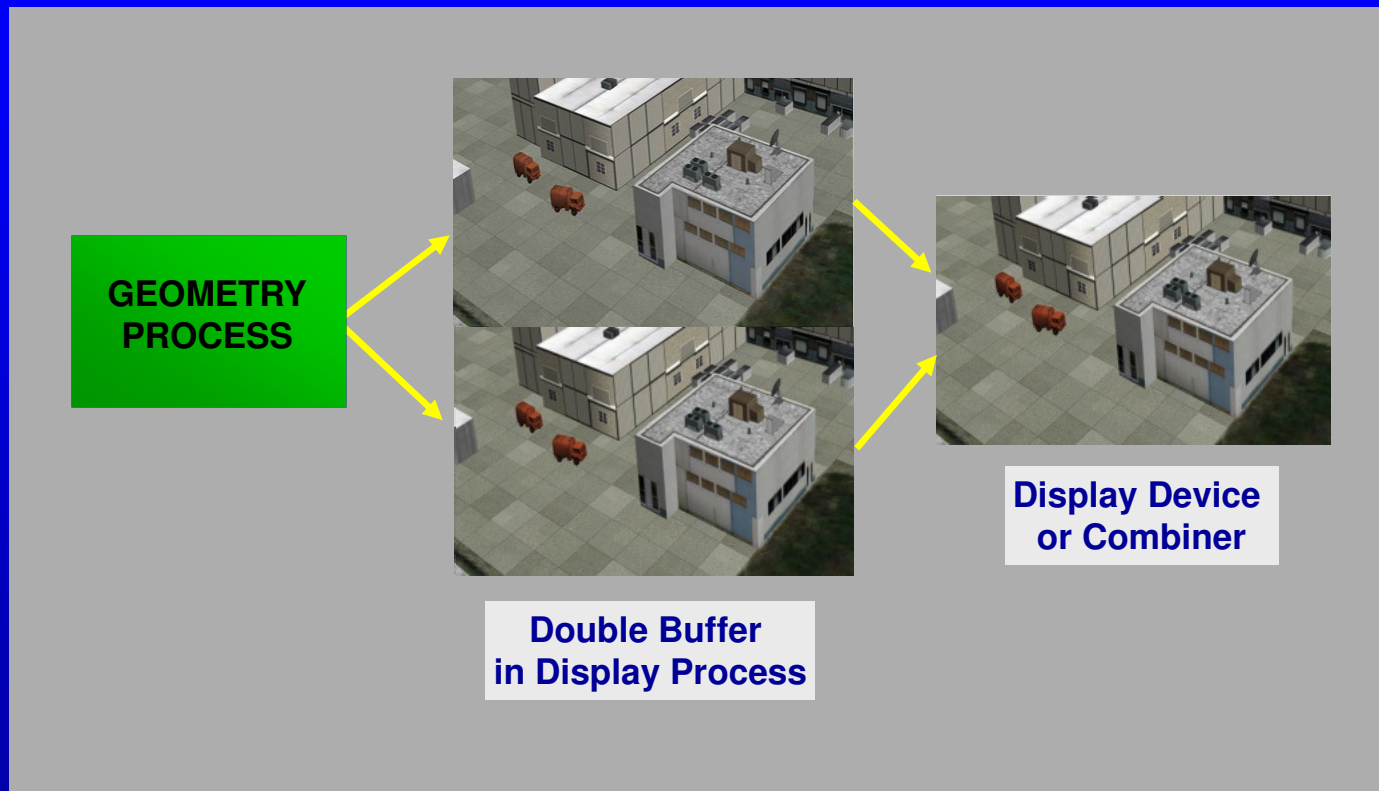 GEOMETRY
PROCESS
Display Device
or Combiner
Double Buffer
in Display Process